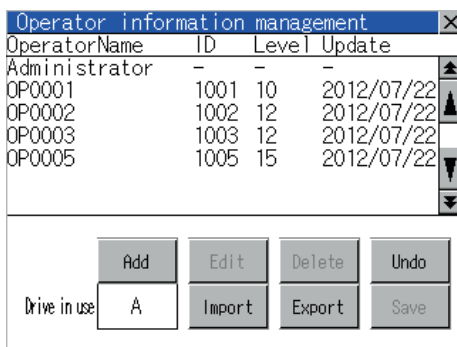 Operator information management ×
OperatorName ID Level Update
Administrator – – –
OP0001 1001 10 2012/07/22
OP0002 1002 12 2012/07/22
OP0003 1003 12 2012/07/22
OP0005 1005 15 2012/07/22
Add Edit Delete Undo
Drive in use A Import Export Save